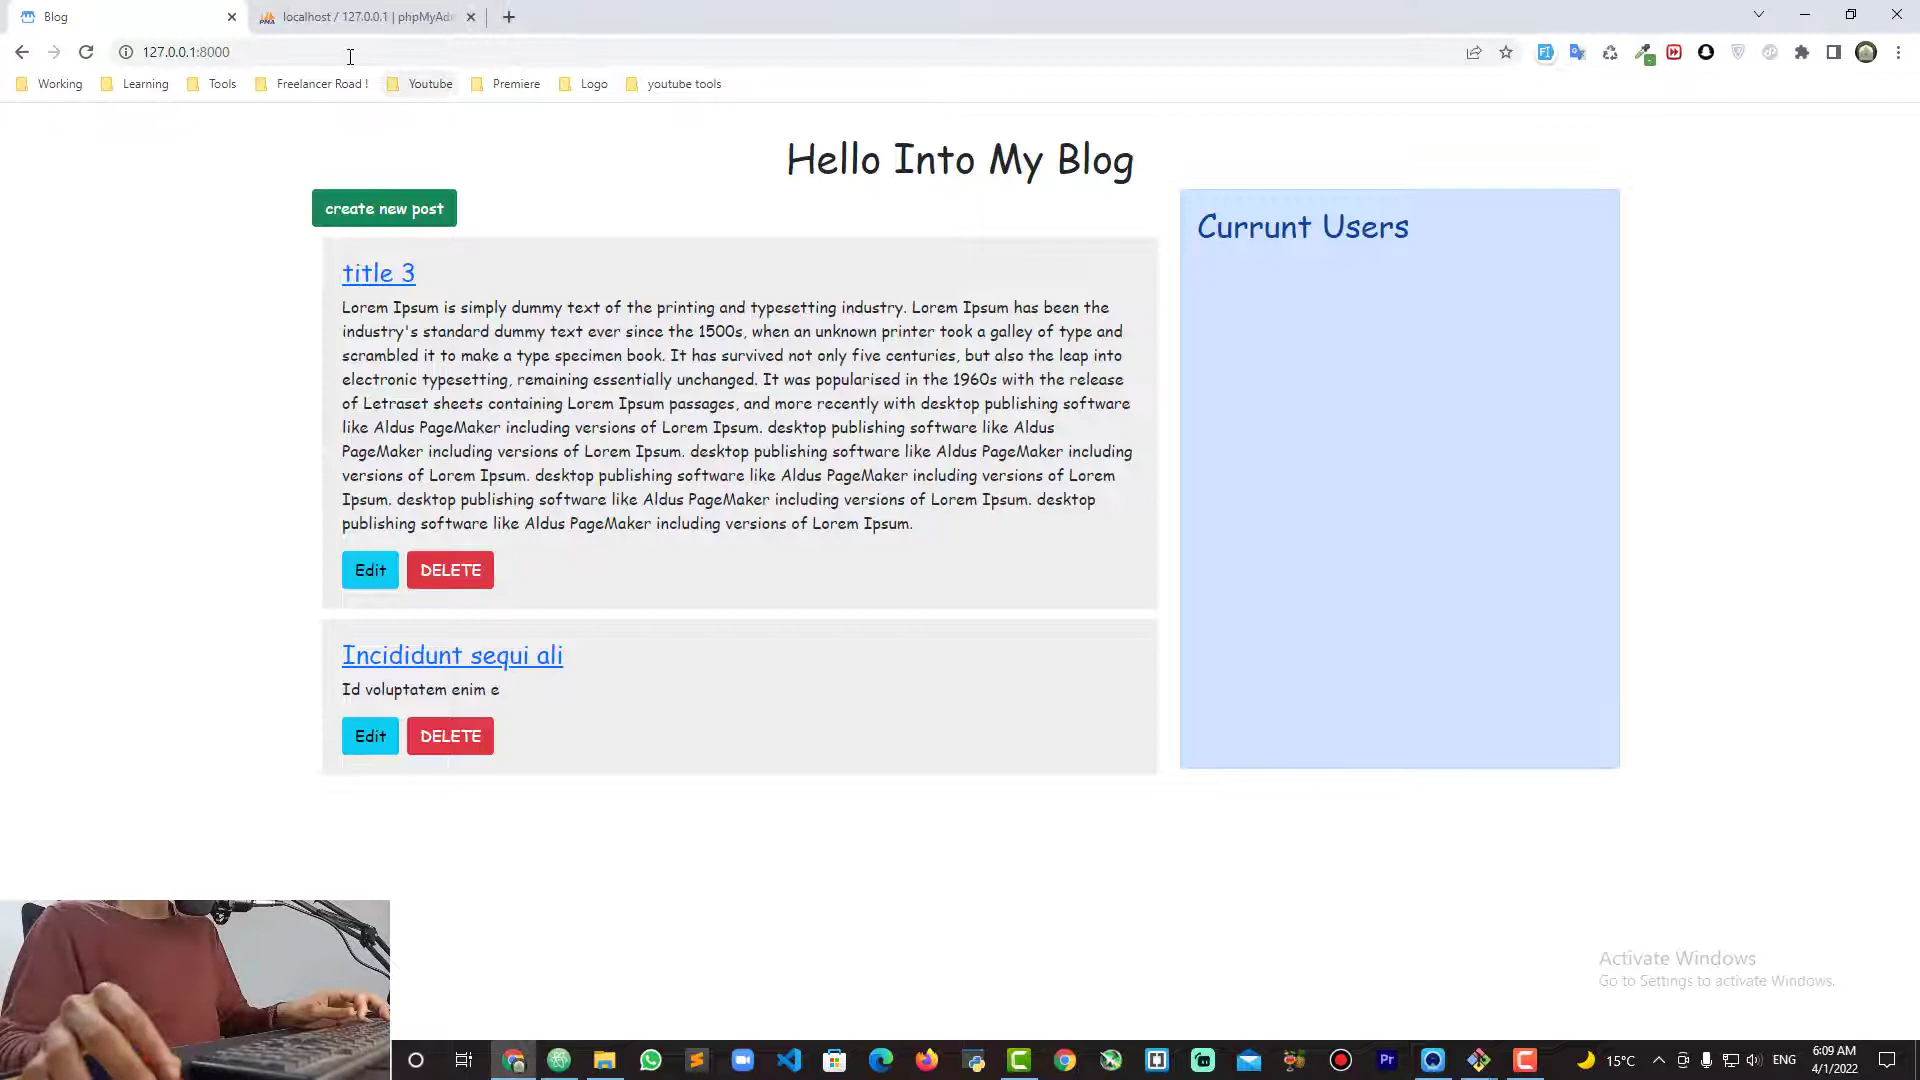 Blog
localhost / 127.0.0.1 | phpMyAdm
127.0.0.1:8000
Working
Learning
Tools
Freelancer Road !
Youtube
Premiere
Logo
youtube tools
Hello Into My Blog
create new post
title 3
Lorem Ipsum is simply dummy text of the printing and typesetting industry. Lorem Ipsum has been the
industry's standard dummy text ever since the 1500s, when an unknown printer took a galley of type and
scrambled it to make a type specimen book. It has survived not only five centuries, but also the leap into
electronic typesetting, remaining essentially unchanged. It was popularised in the 1960s with the release
of Letraset sheets containing Lorem Ipsum passages, and more recently with desktop publishing software
like Aldus PageMaker including versions of Lorem Ipsum. desktop publishing software like Aldus
PageMaker including versions of Lorem Ipsum. desktop publishing software like Aldus PageMaker including
versions of Lorem Ipsum. desktop publishing software like Aldus PageMaker including versions of Lorem
Ipsum. desktop publishing software like Aldus PageMaker including versions of Lorem Ipsum. desktop
publishing software like Aldus PageMaker including versions of Lorem Ipsum.
Edit
DELETE
Incididunt sequi ali
Id voluptatem enim e
Edit
DELETE
Currunt Users
Activate Windows
Go to Settings to activate Windows.
15°C
ENG
6:09 AM
4/1/2022